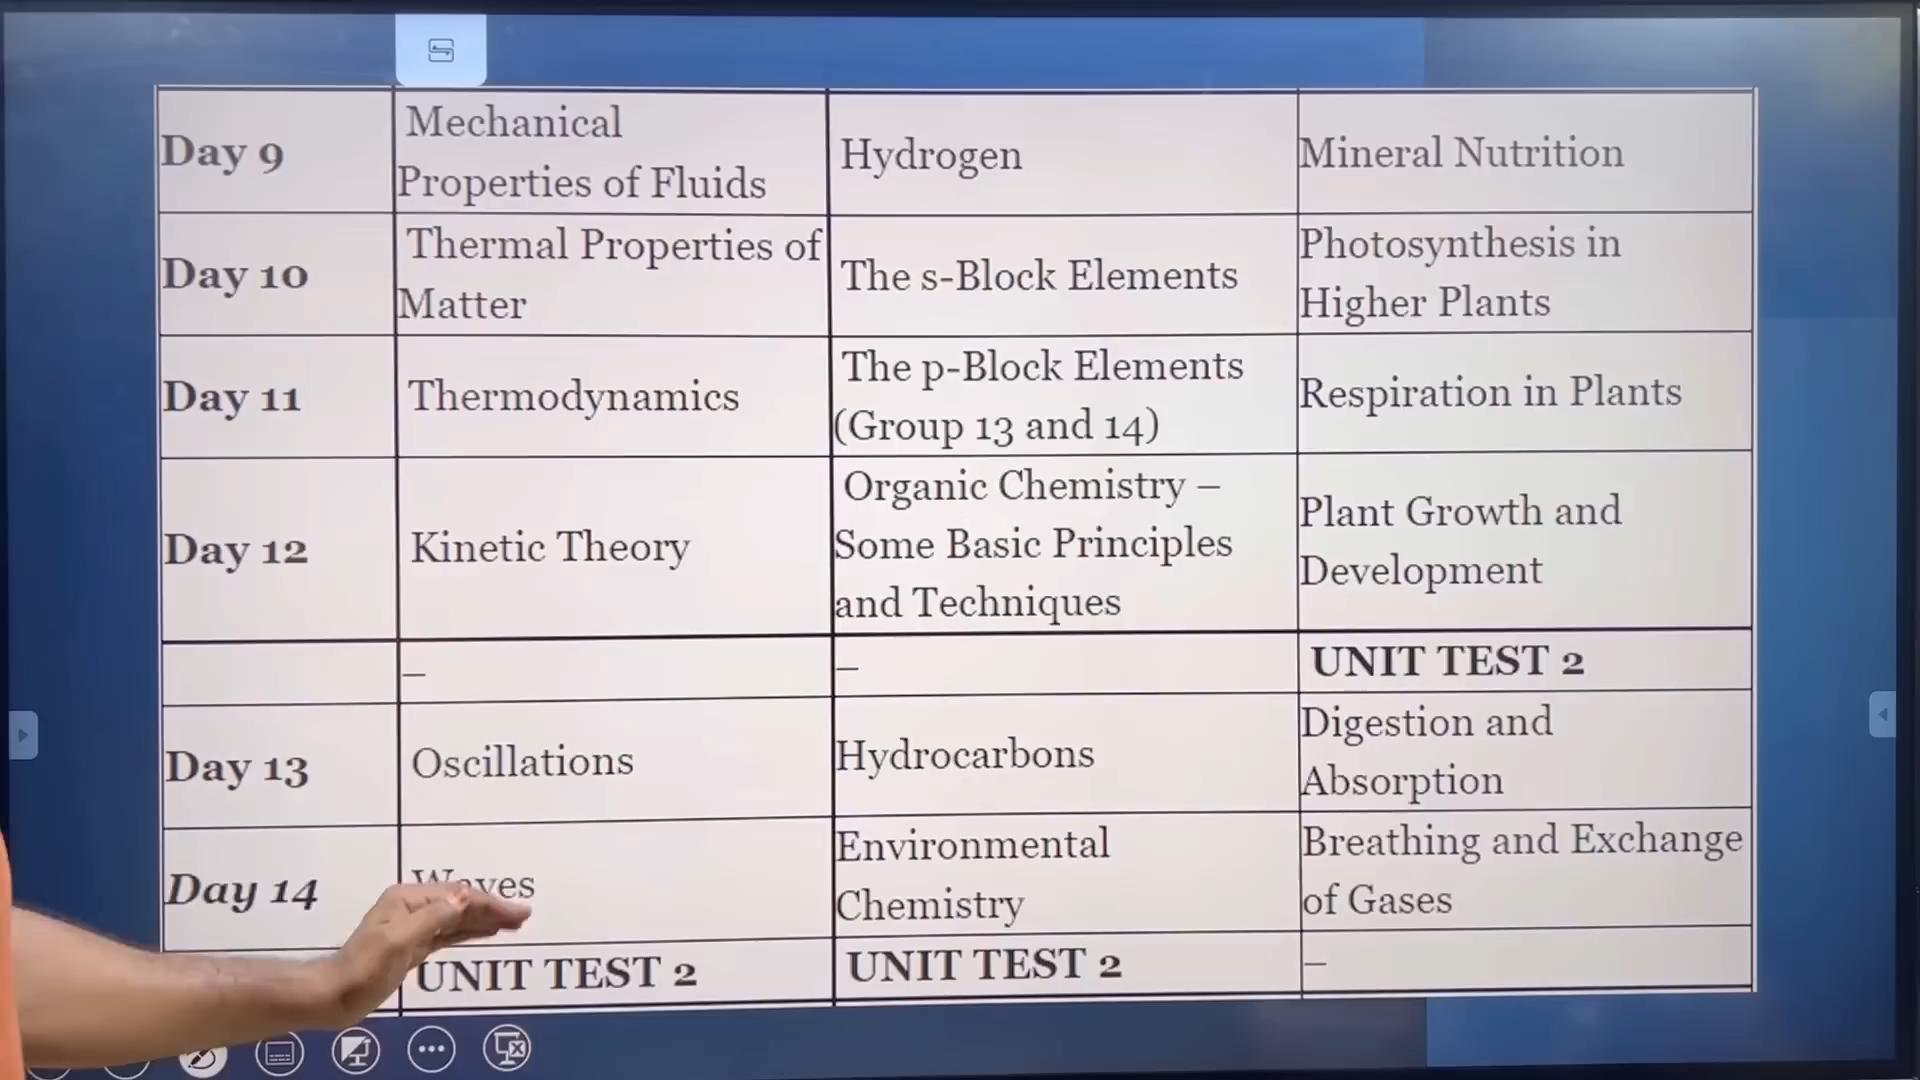 Day 9
Mechanical
Properties of Fluids
Hydrogen
Mineral Nutrition
Day 10
Thermal Properties of
Matter
The s-Block Elements
Photosynthesis in
Higher Plants
Day 11
Thermodynamics
The p-Block Elements
(Group 13 and 14)
Respiration in Plants
Day 12
Kinetic Theory
Organic Chemistry –
Some Basic Principles
and Techniques
Plant Growth and
Development
–
–
UNIT TEST 2
Day 13
Oscillations
Hydrocarbons
Digestion and
Absorption
Day 14
Waves
Environmental
Chemistry
Breathing and Exchange
of Gases
UNIT TEST 2
UNIT TEST 2
–